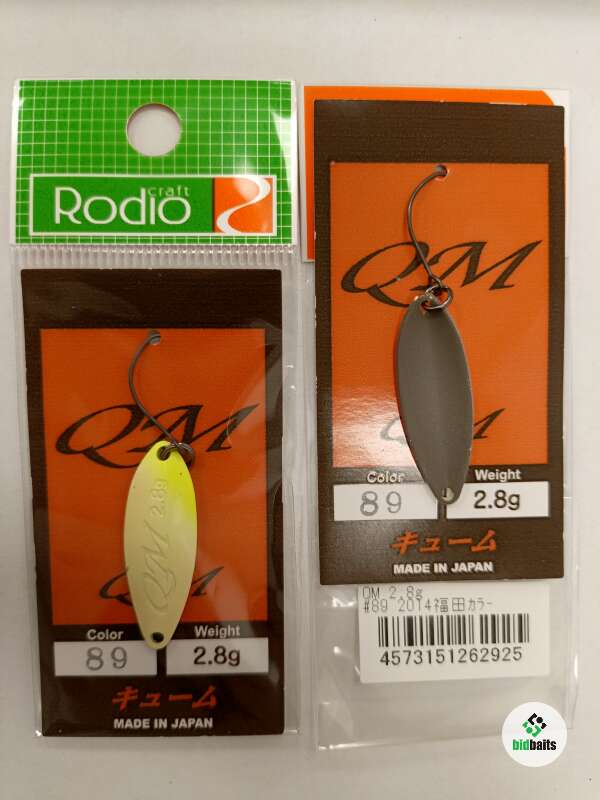 craft
Rodio
QM
QM 2.8g
QM
Color
Weight
89
2.8g
キューム
MADE IN JAPAN
QM
QM
Color
Weight
89
2.8g
キューム
MADE IN JAPAN
QM 2.8g
#89 2014福田カラー
4573151262925
bidbaits